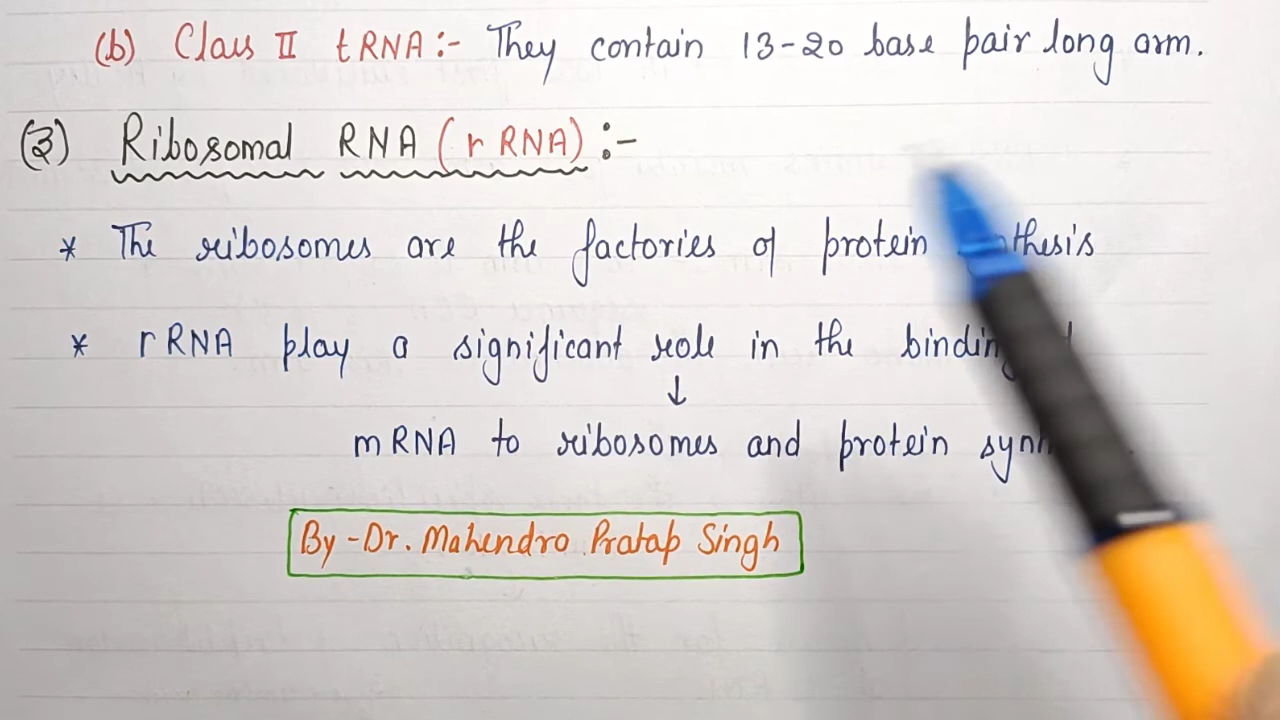 (b) Class II tRNA:- They contain 13-20 base pair long arm.
(3) Ribosomal RNA (rRNA):-
* The ribosomes are the factories of protein
* rRNA play a significant role in the
↓
mRNA to ribosomes and protein
By -Dr. Mahendro Pratap Singh